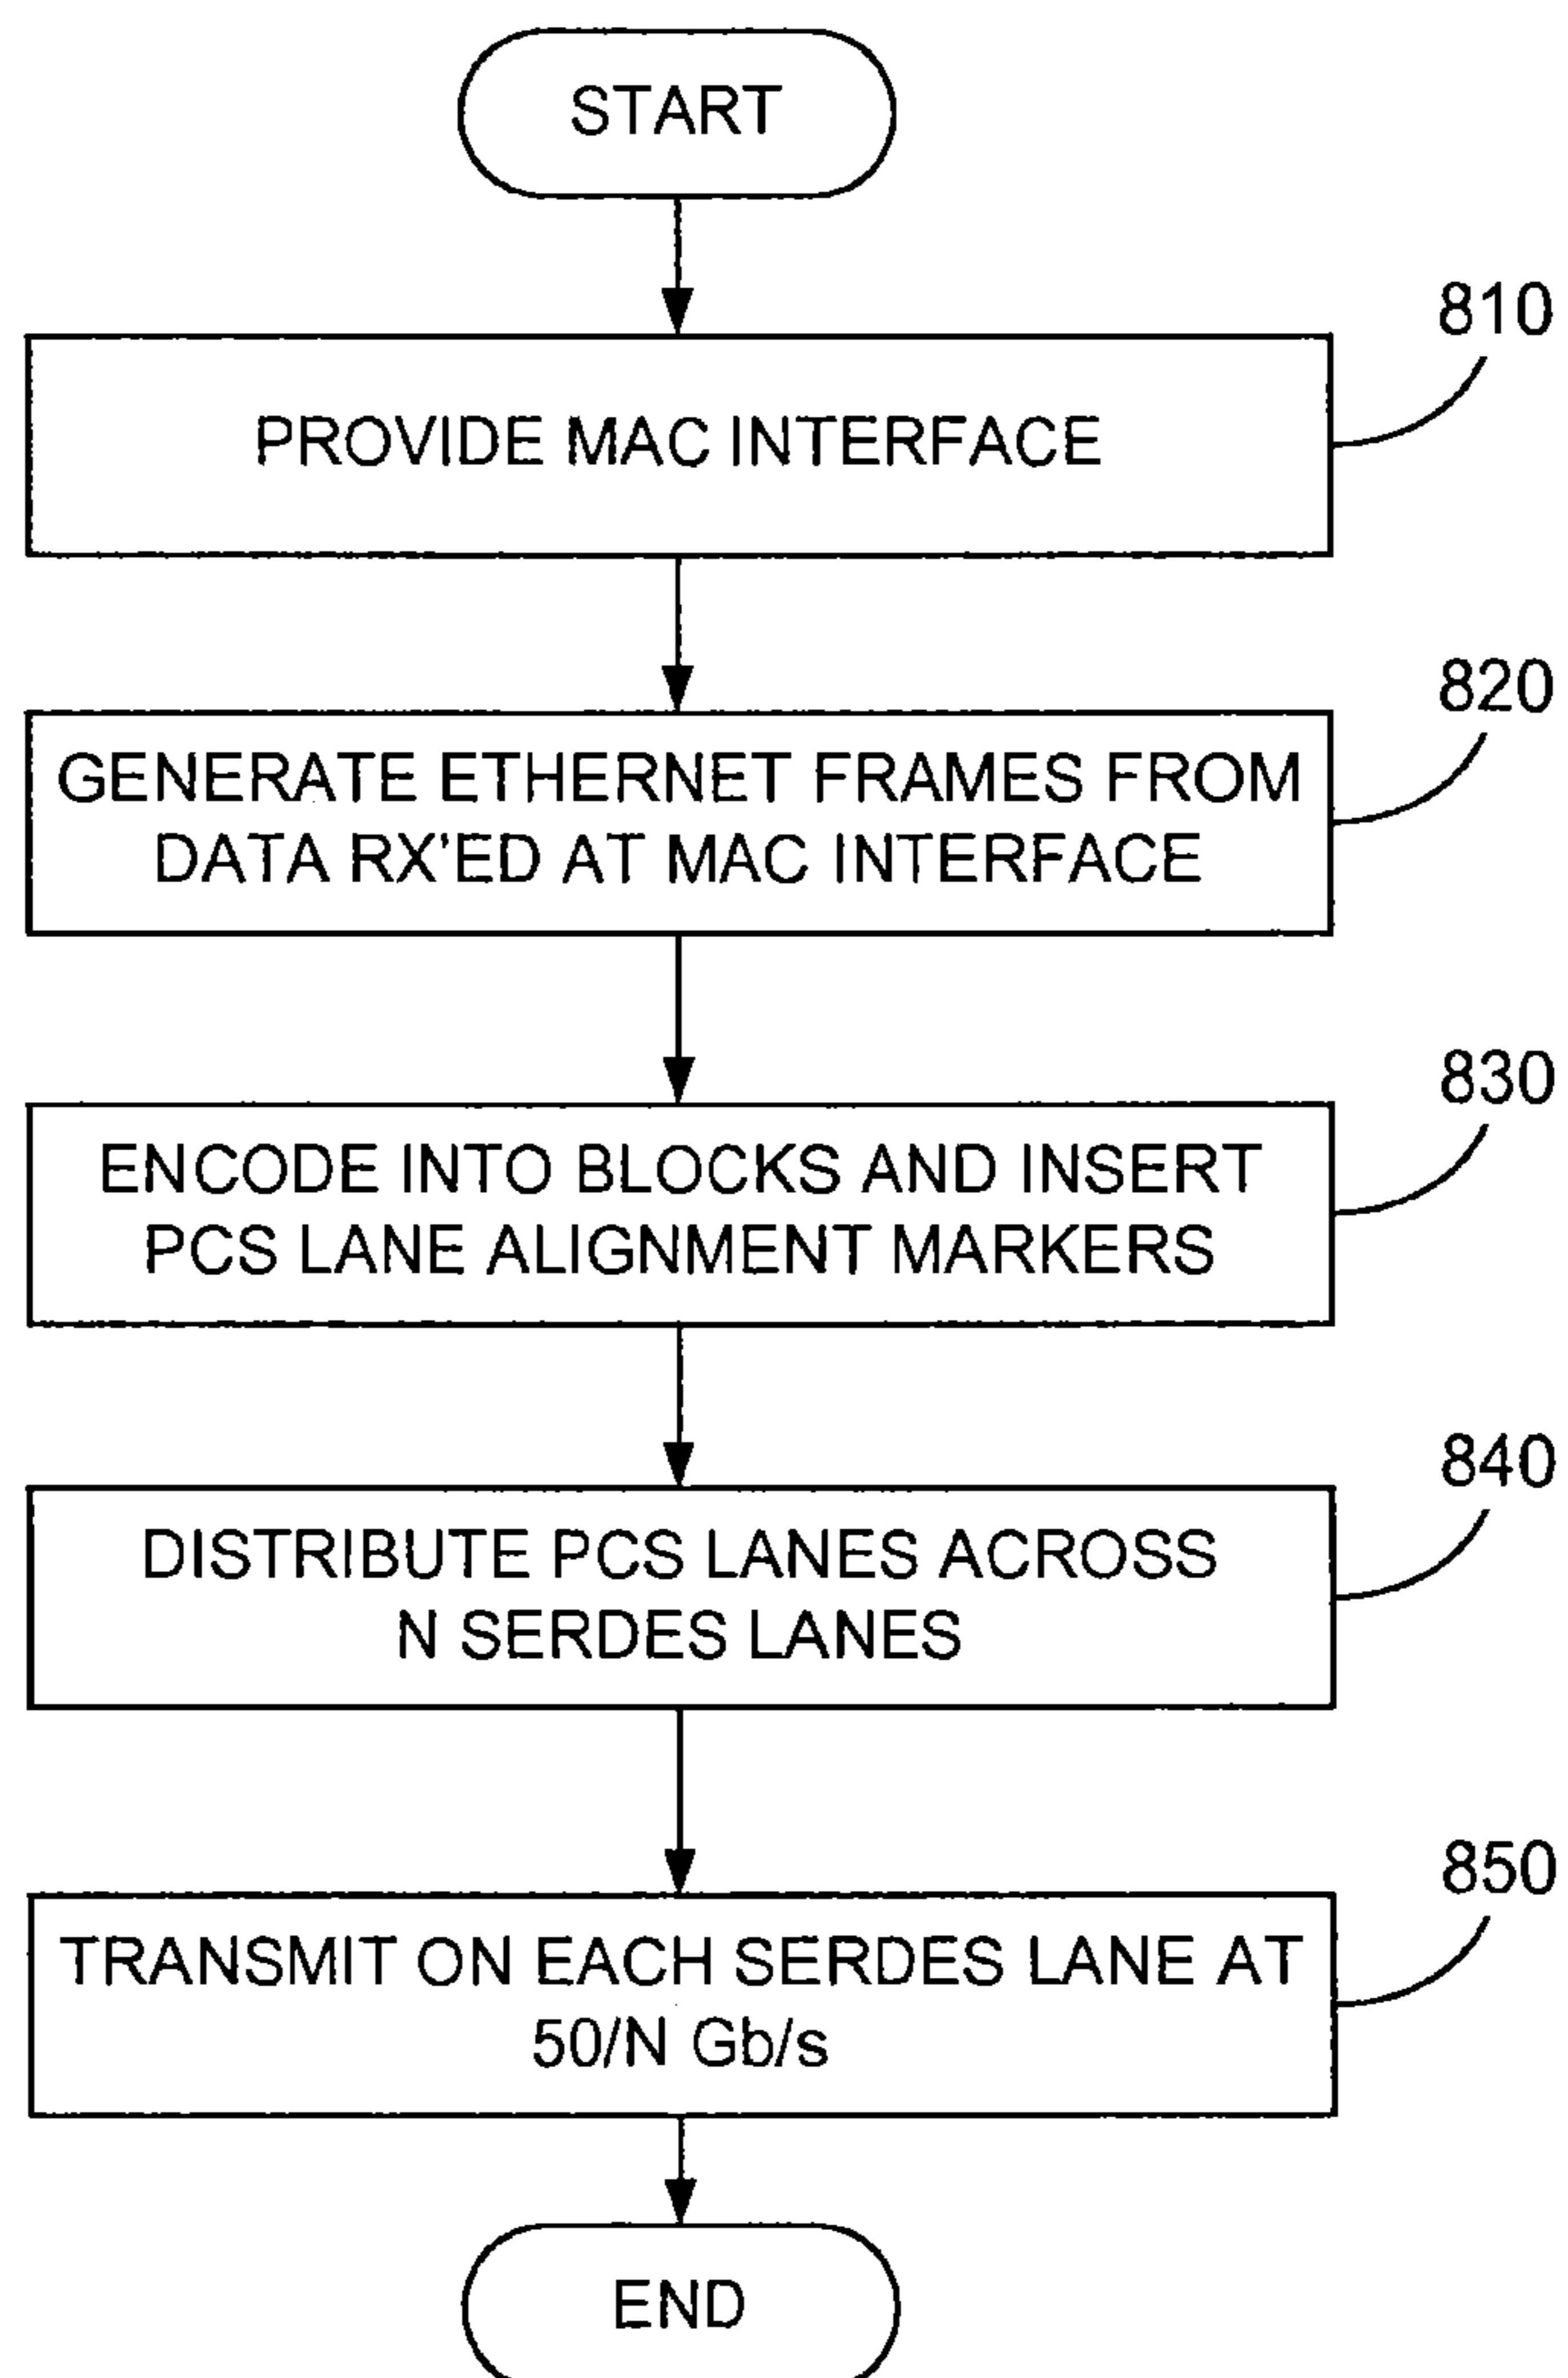 START
810
PROVIDE MAC INTERFACE
820
GENERATE ETHERNET FRAMES FROM
DATA RX'ED AT MAC INTERFACE
830
ENCODE INTO BLOCKS AND INSERT
PCS LANE ALIGNMENT MARKERS
840
DISTRIBUTE PCS LANES ACROSS
N SERDES LANES
850
TRANSMIT ON EACH SERDES LANE AT
50/N Gb/s
END